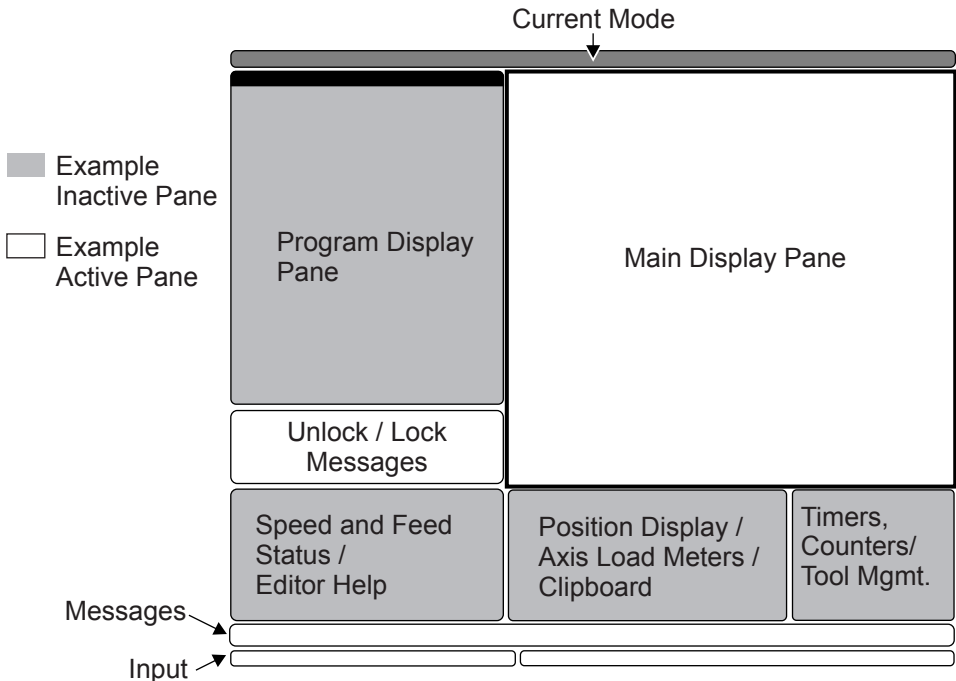 Current Mode
Example
Inactive Pane
Example
Active Pane
Program Display
Pane
Main Display Pane
Unlock / Lock
Messages
Speed and Feed
Status /
Editor Help
Position Display /
Axis Load Meters /
Clipboard
Timers,
Counters/
Tool Mgmt.
Messages
Input